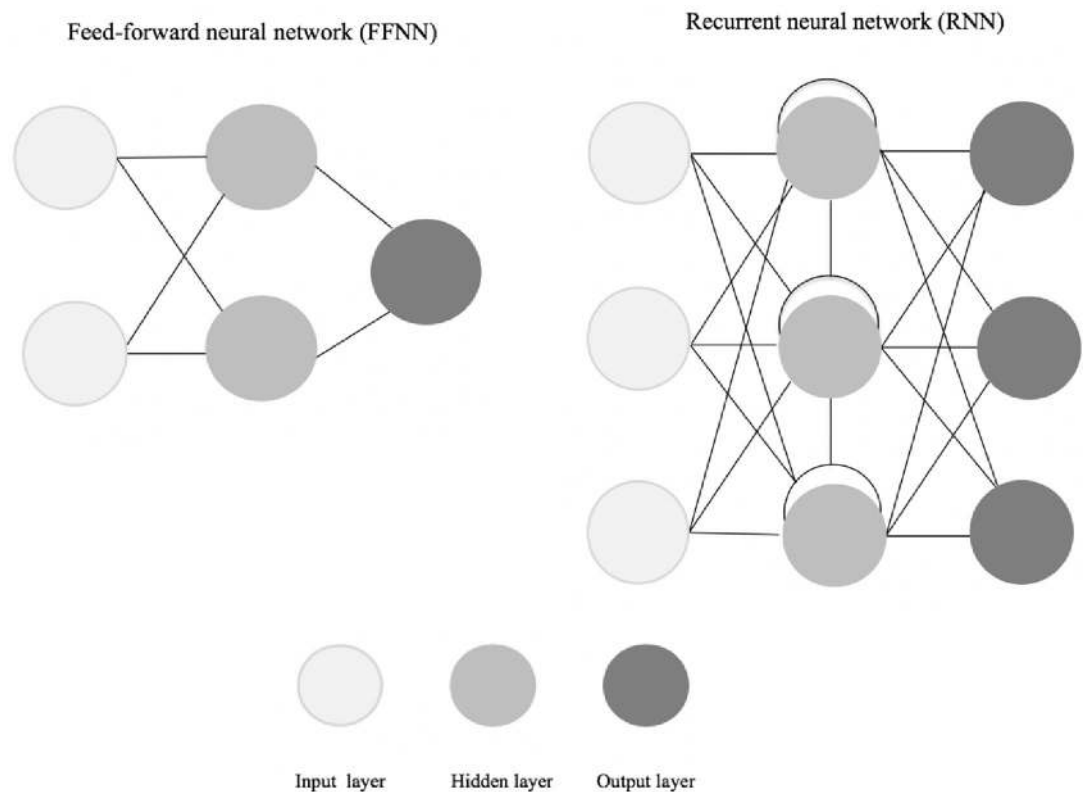 Feed-forward neural network (FFNN)
Recurrent neural network (RNN)
Input layer
Hidden layer
Output layer